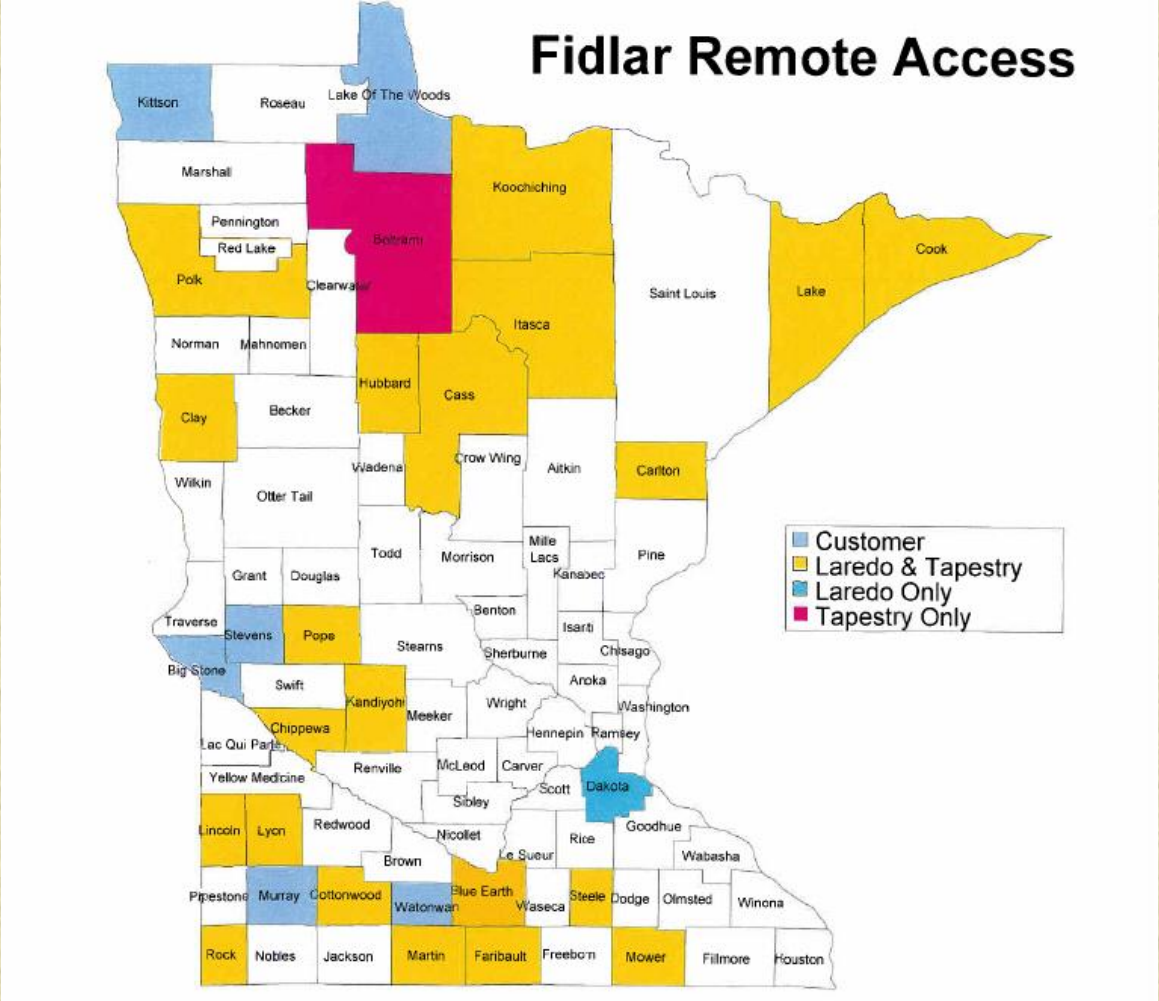 Fidlar Remote Access
Lake Of The Woods
Kittson
Roseau
Marshall
Koochiching
Pennington
Beltrami
Red Lake
Cook
Polk
Clearwater
Saint Louis
Lake
Itasca
Norman
Mahnomen
Hubbard
Cass
Becker
Clay
Crow Wing
Wadena
Aitkin
Carlton
Wilkin
Otter Tail
Customer
Laredo & Tapestry
Laredo Only
Tapestry Only
Mille
Lacs
Todd
Morrison
Pine
Grant
Douglas
Kanabec
Benton
Traverse
Isanti
Stevens
Pope
Stearns
Sherburne
Chisago
Big Stone
Anoka
Swift
Kandiyohi
Wright
Washington
Meeker
Chippewa
Hennepin
Ramsey
Lac Qui Parle
Renville
McLeod
Carver
Yellow Medicine
Scott
Dakota
Sibley
Redwood
Goodhue
Lincoln
Lyon
Nicollet
Rice
Le Sueur
Wabasha
Brown
Pipestone
Murray
Cottonwood
Blue Earth
Steele
Dodge
Olmsted
Winona
Watonwan
Waseca
Rock
Nobles
Jackson
Martin
Faribault
Freeborn
Mower
Fillmore
Houston